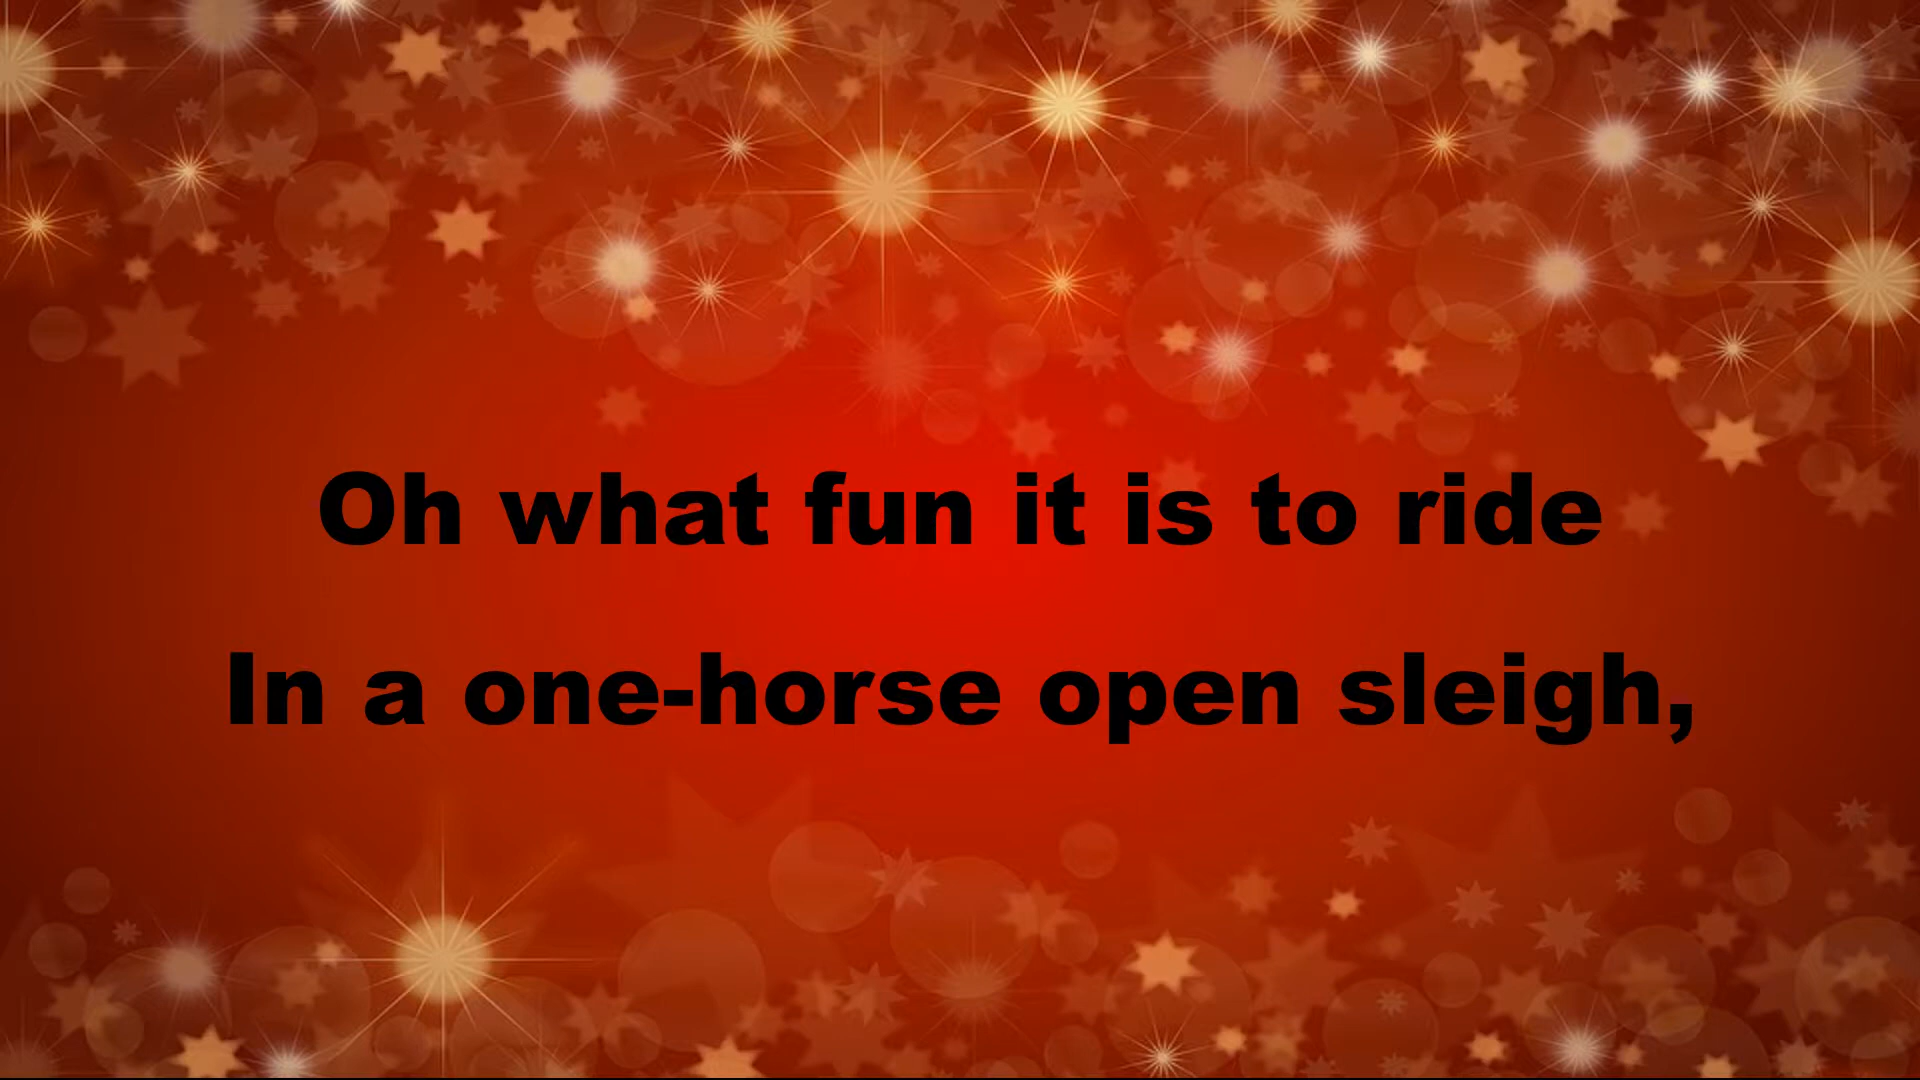 Oh what fun it is to ride
In a one-horse open sleigh,